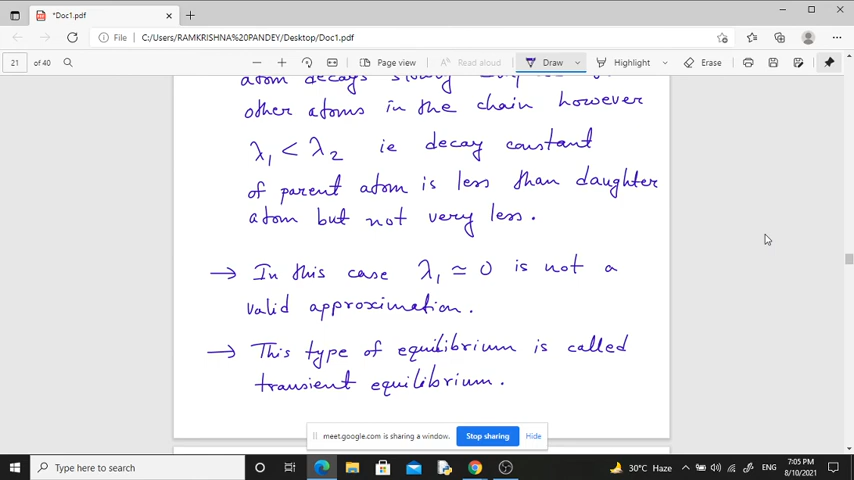 *Doc1.pdf
File C:/Users/RAMKRISHNA%20PANDEY/Desktop/Doc1.pdf
21 of 40 Page view Read aloud Draw Highlight Erase
atom decays slowly
other atoms in the chain however
λ₁ < λ₂ ie decay constant
of parent atom is less than daughter
atom but not very less.
→ In this case λ₁ ≃ 0 is not a
valid approximation.
→ This type of equilibrium is called
transient equilibrium.
meet.google.com is sharing a window. Stop sharing Hide
Type here to search 30°C Haze ENG 7:05 PM
8/10/2021